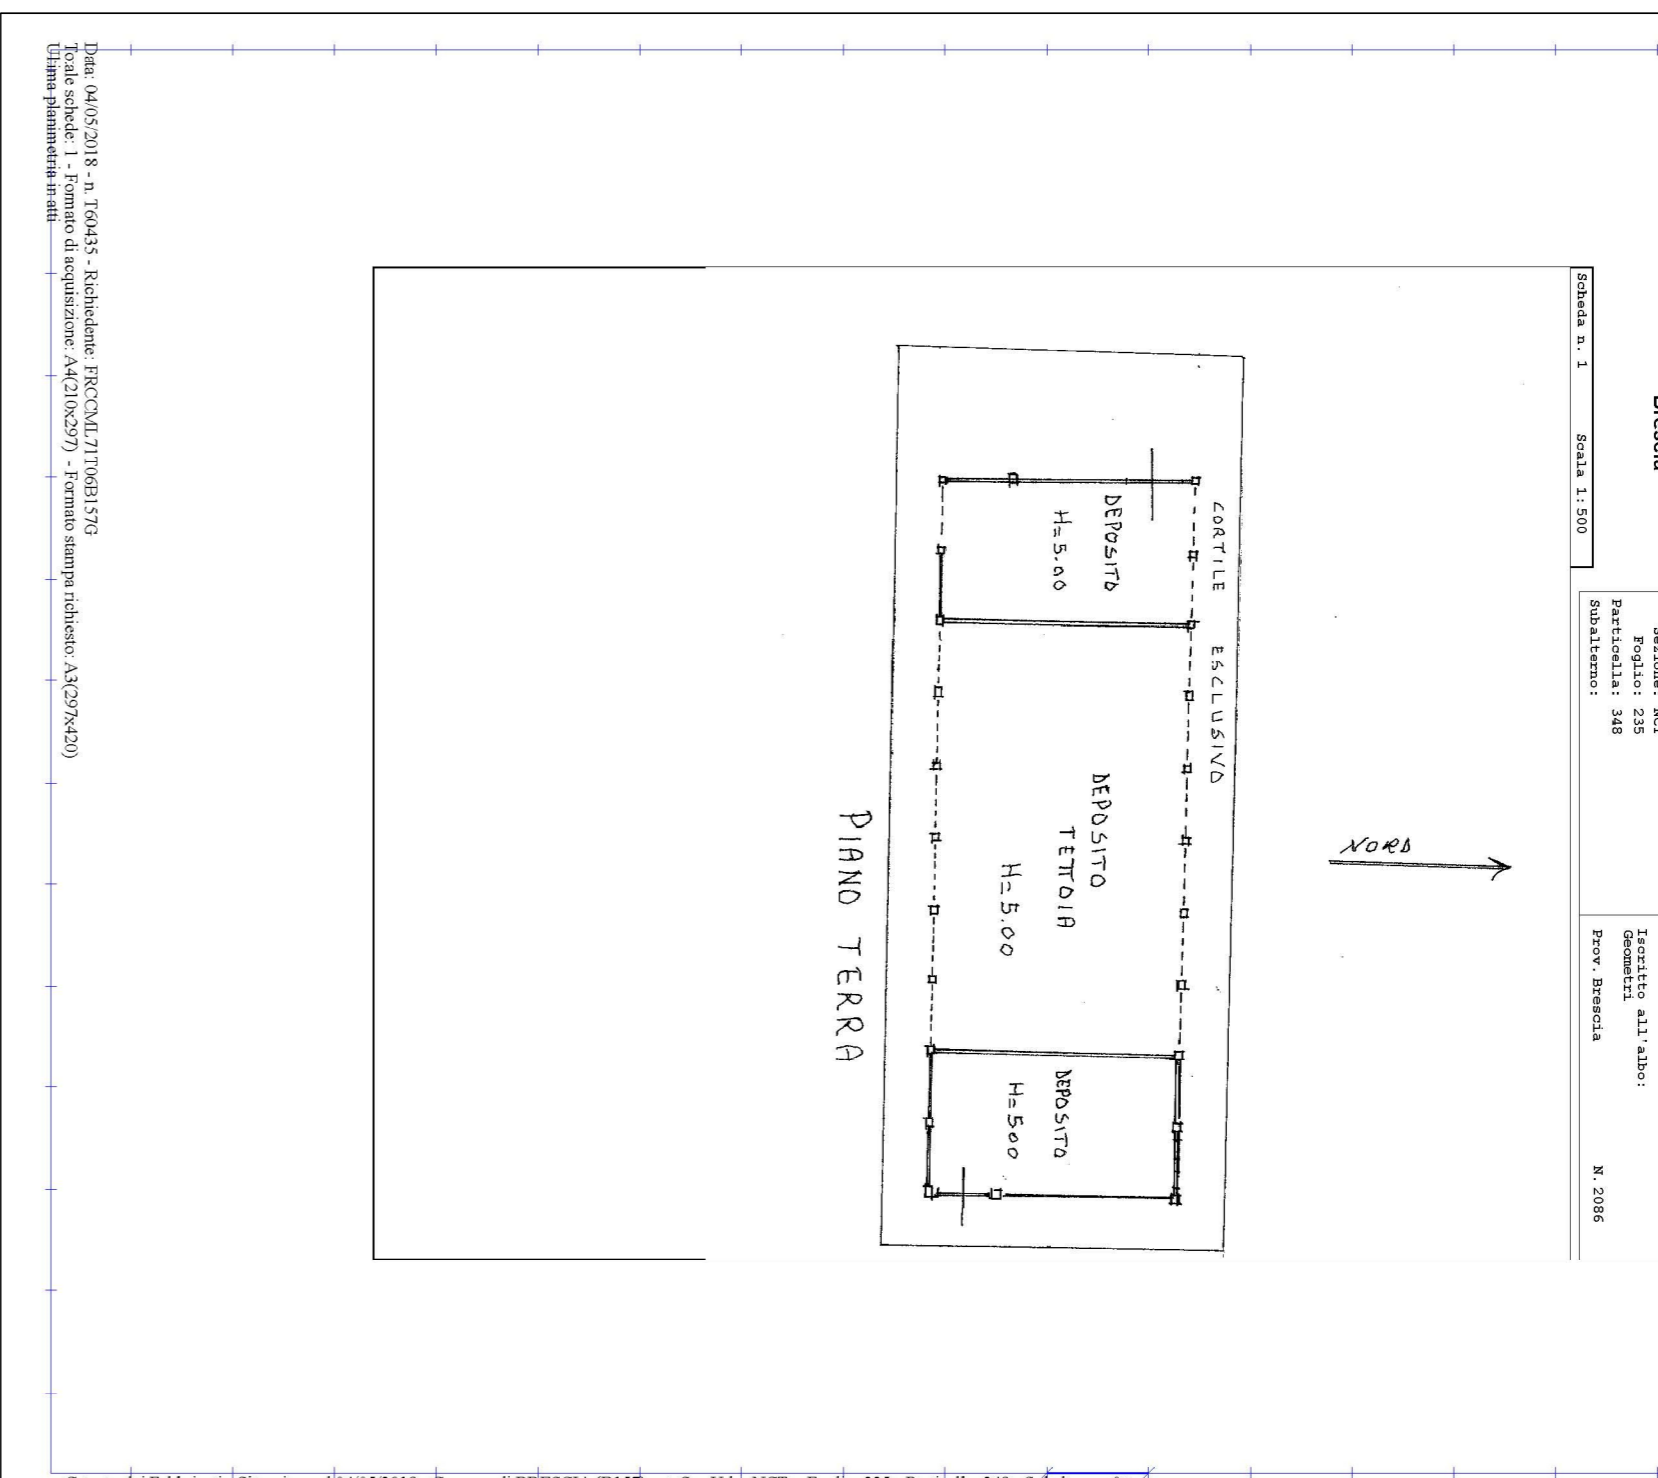 Scheda n. 1 Scala 1:500
Foglio: 235
Particella: 348
Subalterno:
Iscritto all'albo:
Geometri
Prov. Brescia N. 2086
NORD
CORTILE ESCLUSIVO
DEPOSITO
H=5.00
DEPOSITO
TETTOIA
H=5.00
DEPOSITO
H=500
PIANO TERRA
Data: 04/05/2018 - n. T60435 - Richiedente: FRCCML71T06B157G
Totale schede: 1 - Formato di acquisizione: A4(210x297) - Formato stampa richiesto: A3(297x420)
Ultima planimetria in atti